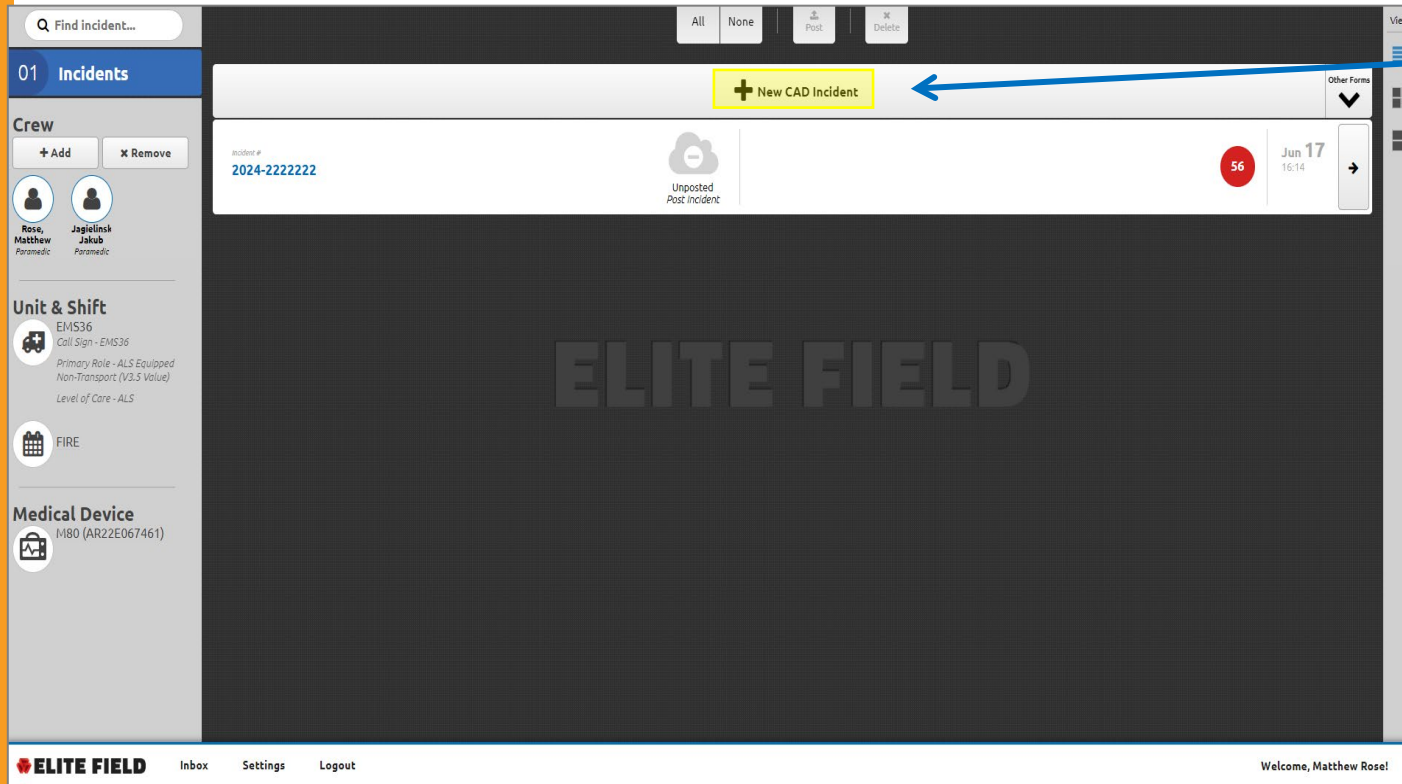 Find incident...
All None Post Delete
Vie
01 Incidents
New CAD Incident
Other Forms
Crew
Add Remove
Incident #
2024-2222222
Unposted
Post Incident
56
Jun 17
16:14
Rose,
Matthew
Paramedic
Jagielinsk
Jakub
Paramedic
Unit & Shift
EMS36
Call Sign - EMS36
Primary Role - ALS Equipped
Non-Transport (V3.5 Value)
Level of Care - ALS
FIRE
ELITE FIELD
Medical Device
M80 (AR22E067461)
ELITE FIELD Inbox Settings Logout Welcome, Matthew Rose!